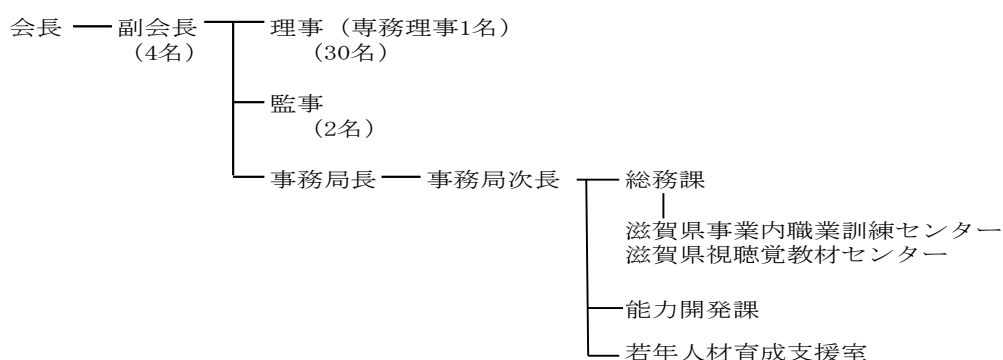 会長 副会長 理事（専務理事1名）
（4名） （30名）
監事
（2名）
事務局長 事務局次長 総務課
滋賀県事業内職業訓練センター
滋賀県視聴覚教材センター
能力開発課
若年人材育成支援室